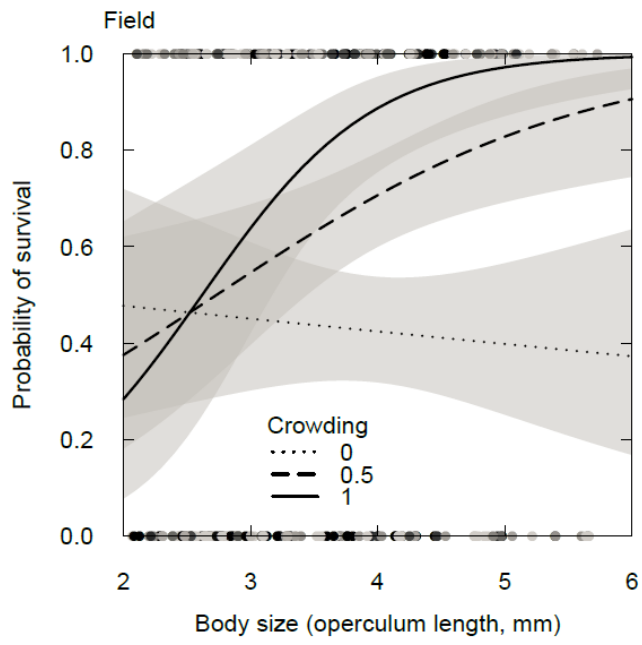 Field
1.0
0.8
0.6
0.4
0.2
0.0
Probability of survival
Crowding
0
0.5
1
2 3 4 5 6
Body size (operculum length, mm)